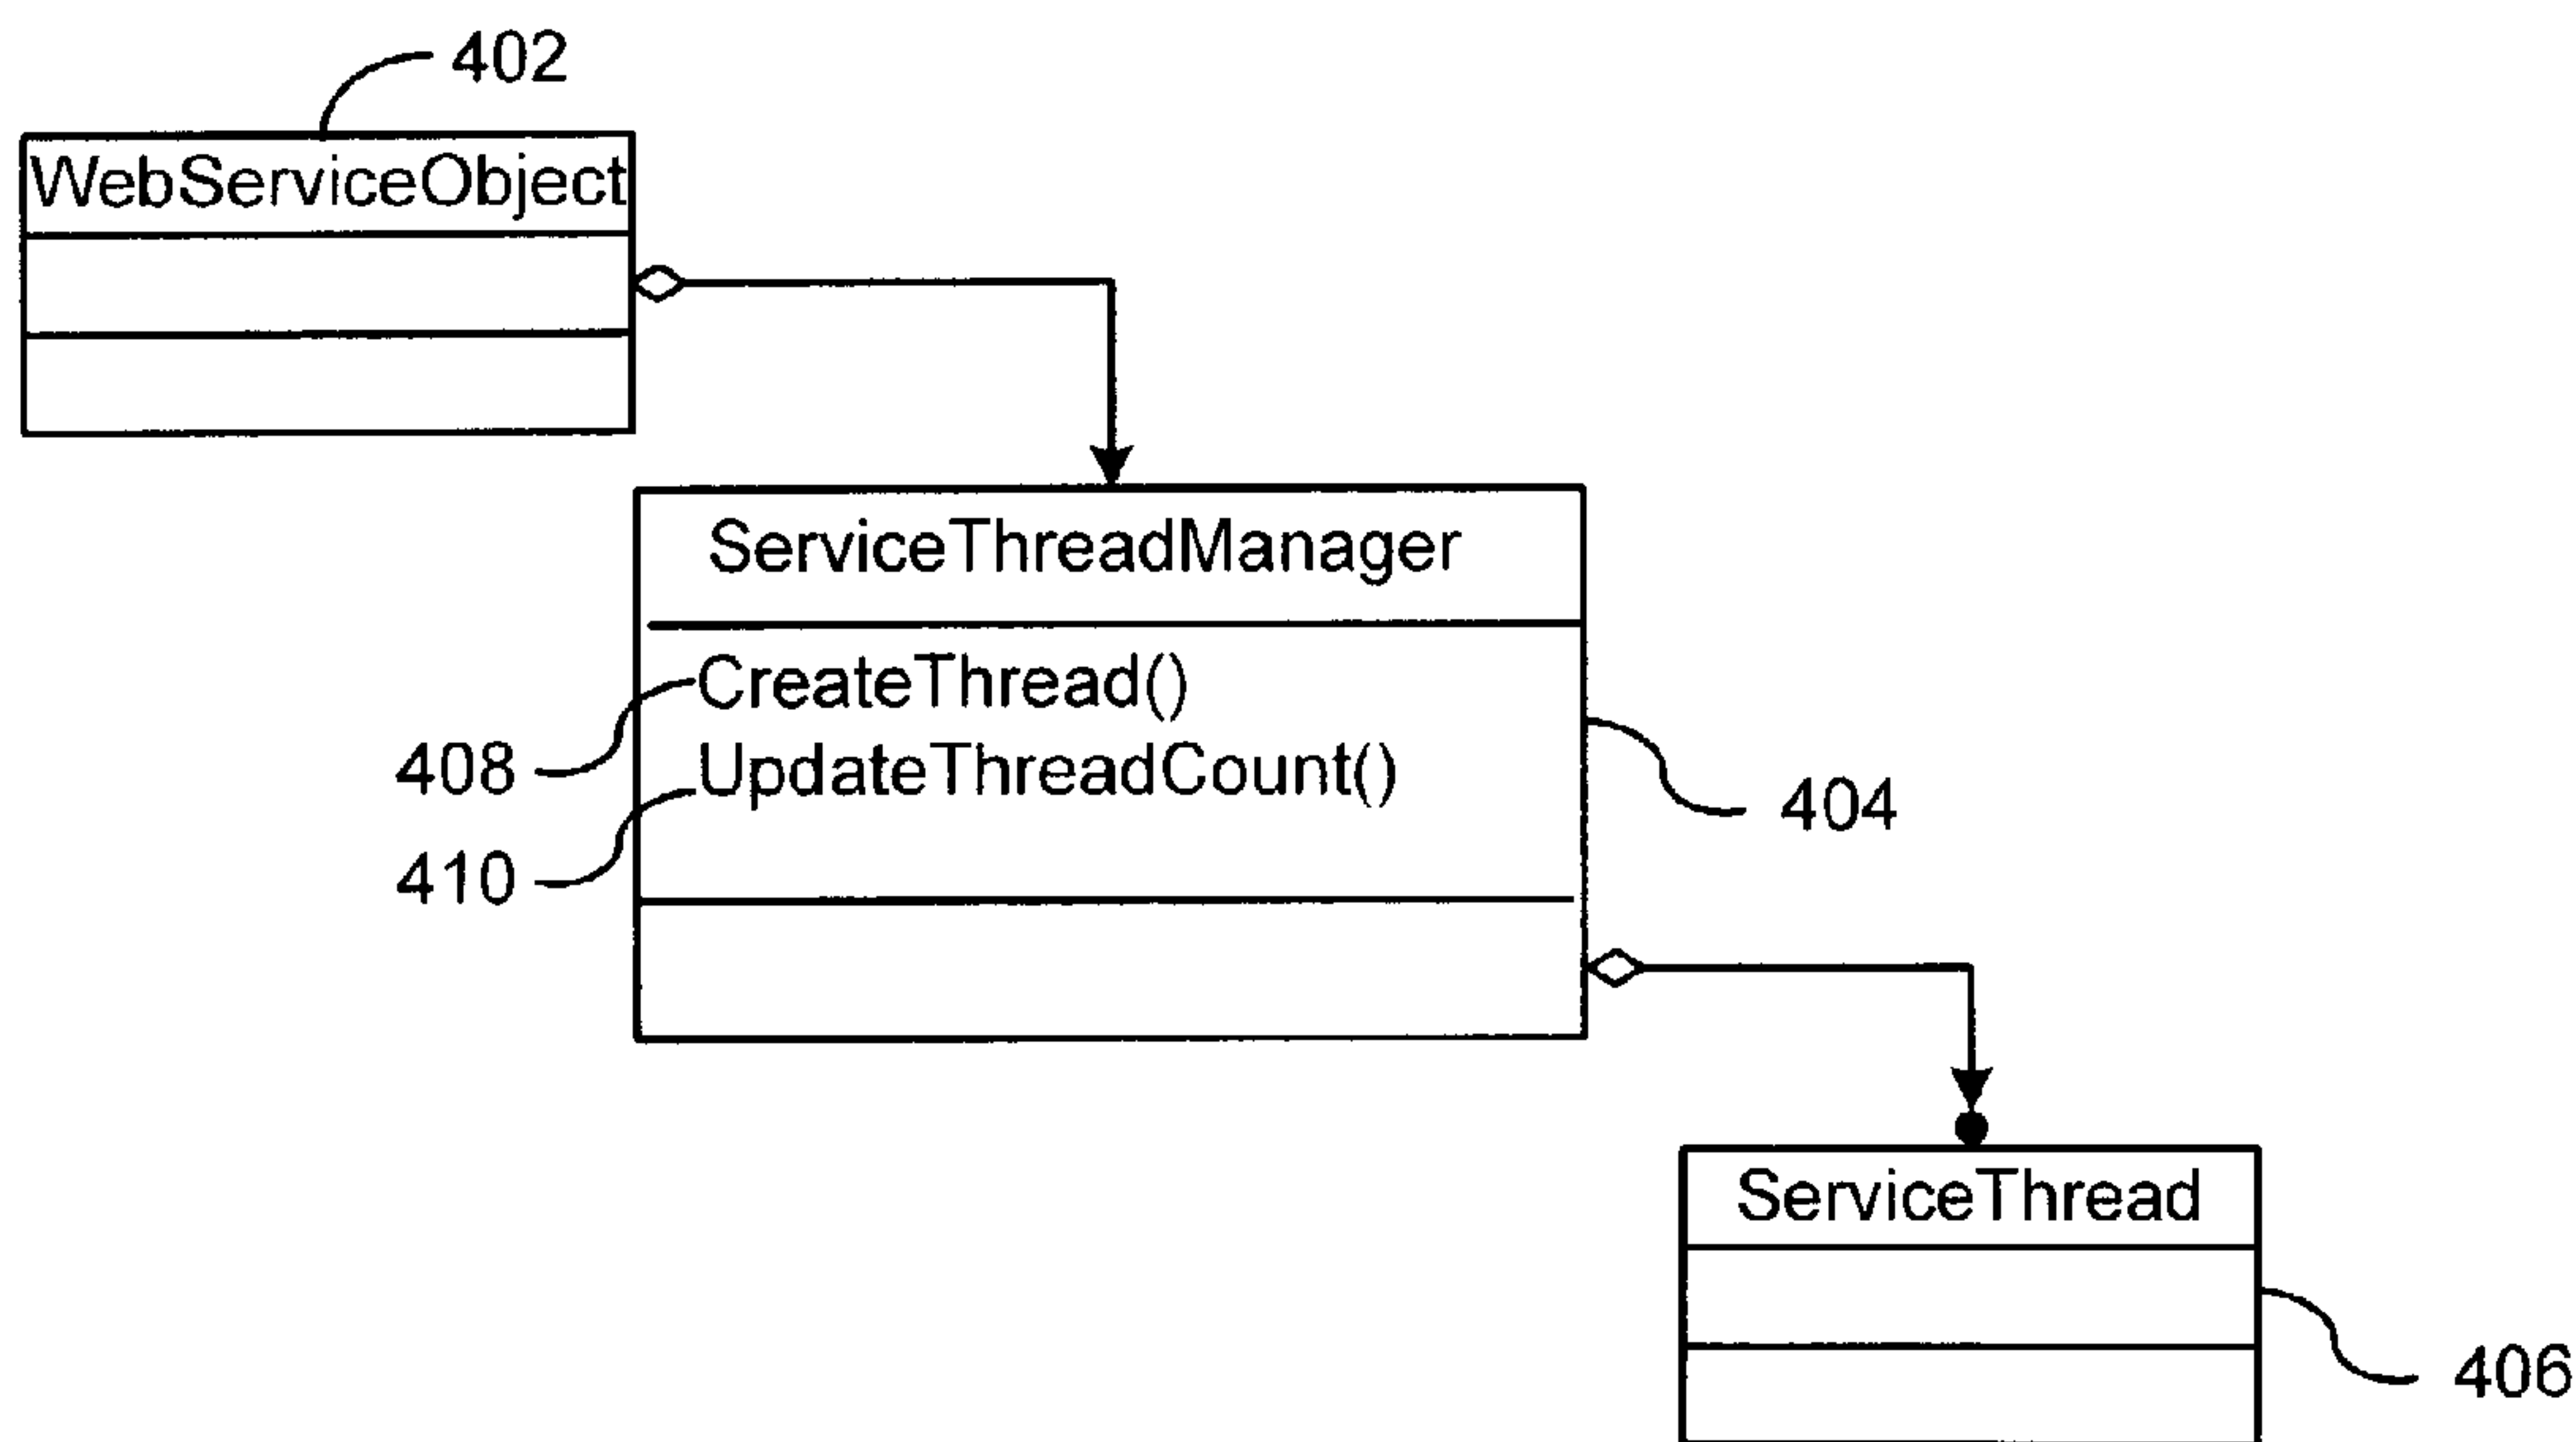 402
WebServiceObject
ServiceThreadManager
CreateThread()
408
UpdateThreadCount()
404
410
ServiceThread
406